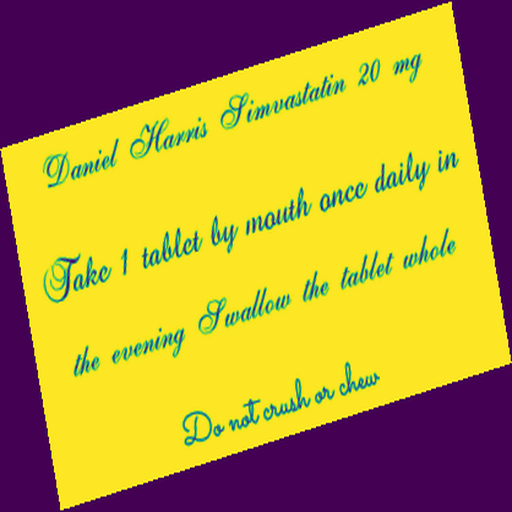 Daniel Harris Simvastatin 20 mg
Take 1 tablet by mouth once daily in
the evening Swallow the tablet whole
Do not crush or chew